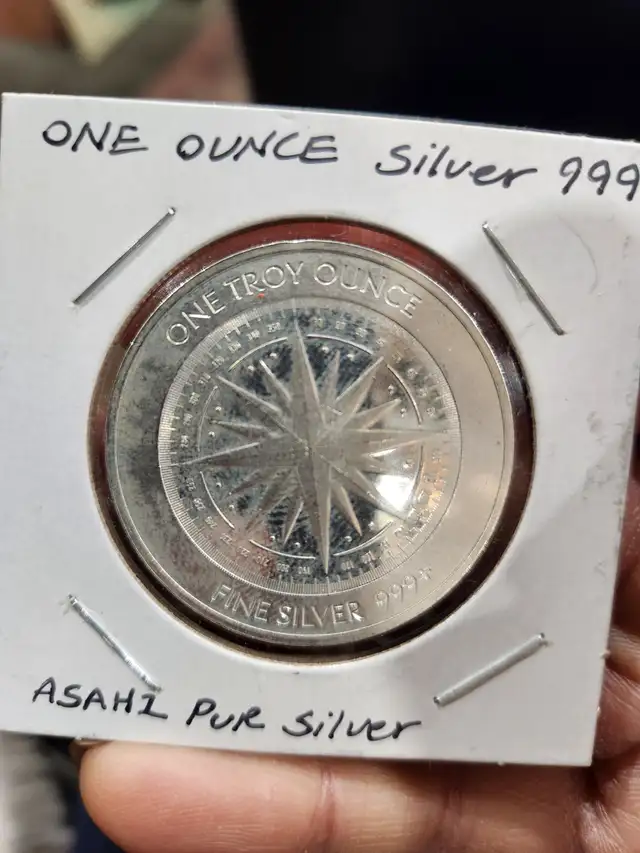 ONE OUNCE Silver 999
ONE TROY OUNCE
FINE SILVER 999+
ASAHI PUR Silver